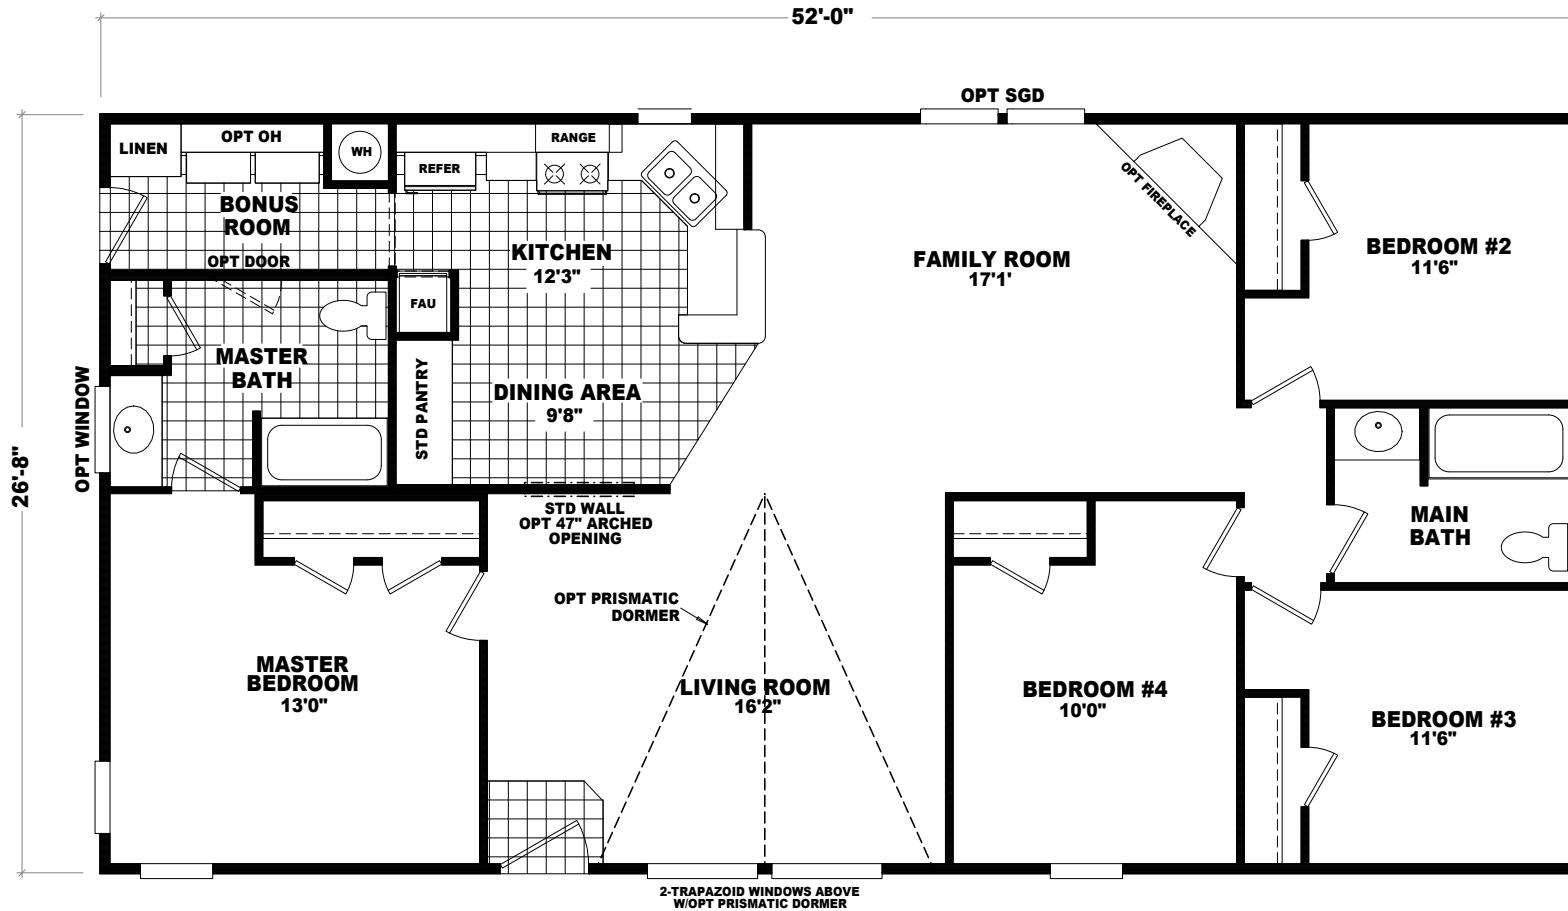 52'-0"
OPT SGD
LINEN
OPT OH
WH
REFER
RANGE
OPT FIREPLACE
BONUS
ROOM
OPT DOOR
KITCHEN
12'3"
FAMILY ROOM
17'1'
BEDROOM #2
11'6"
FAU
MASTER
BATH
OPT WINDOW
STD PANTRY
DINING AREA
9'8"
26'-8"
STD WALL
OPT 47" ARCHED
OPENING
MAIN
BATH
OPT PRISMATIC
DORMER
MASTER
BEDROOM
13'0"
LIVING ROOM
16'2"
BEDROOM #4
10'0"
BEDROOM #3
11'6"
2-TRAPAZOID WINDOWS ABOVE
W/OPT PRISMATIC DORMER